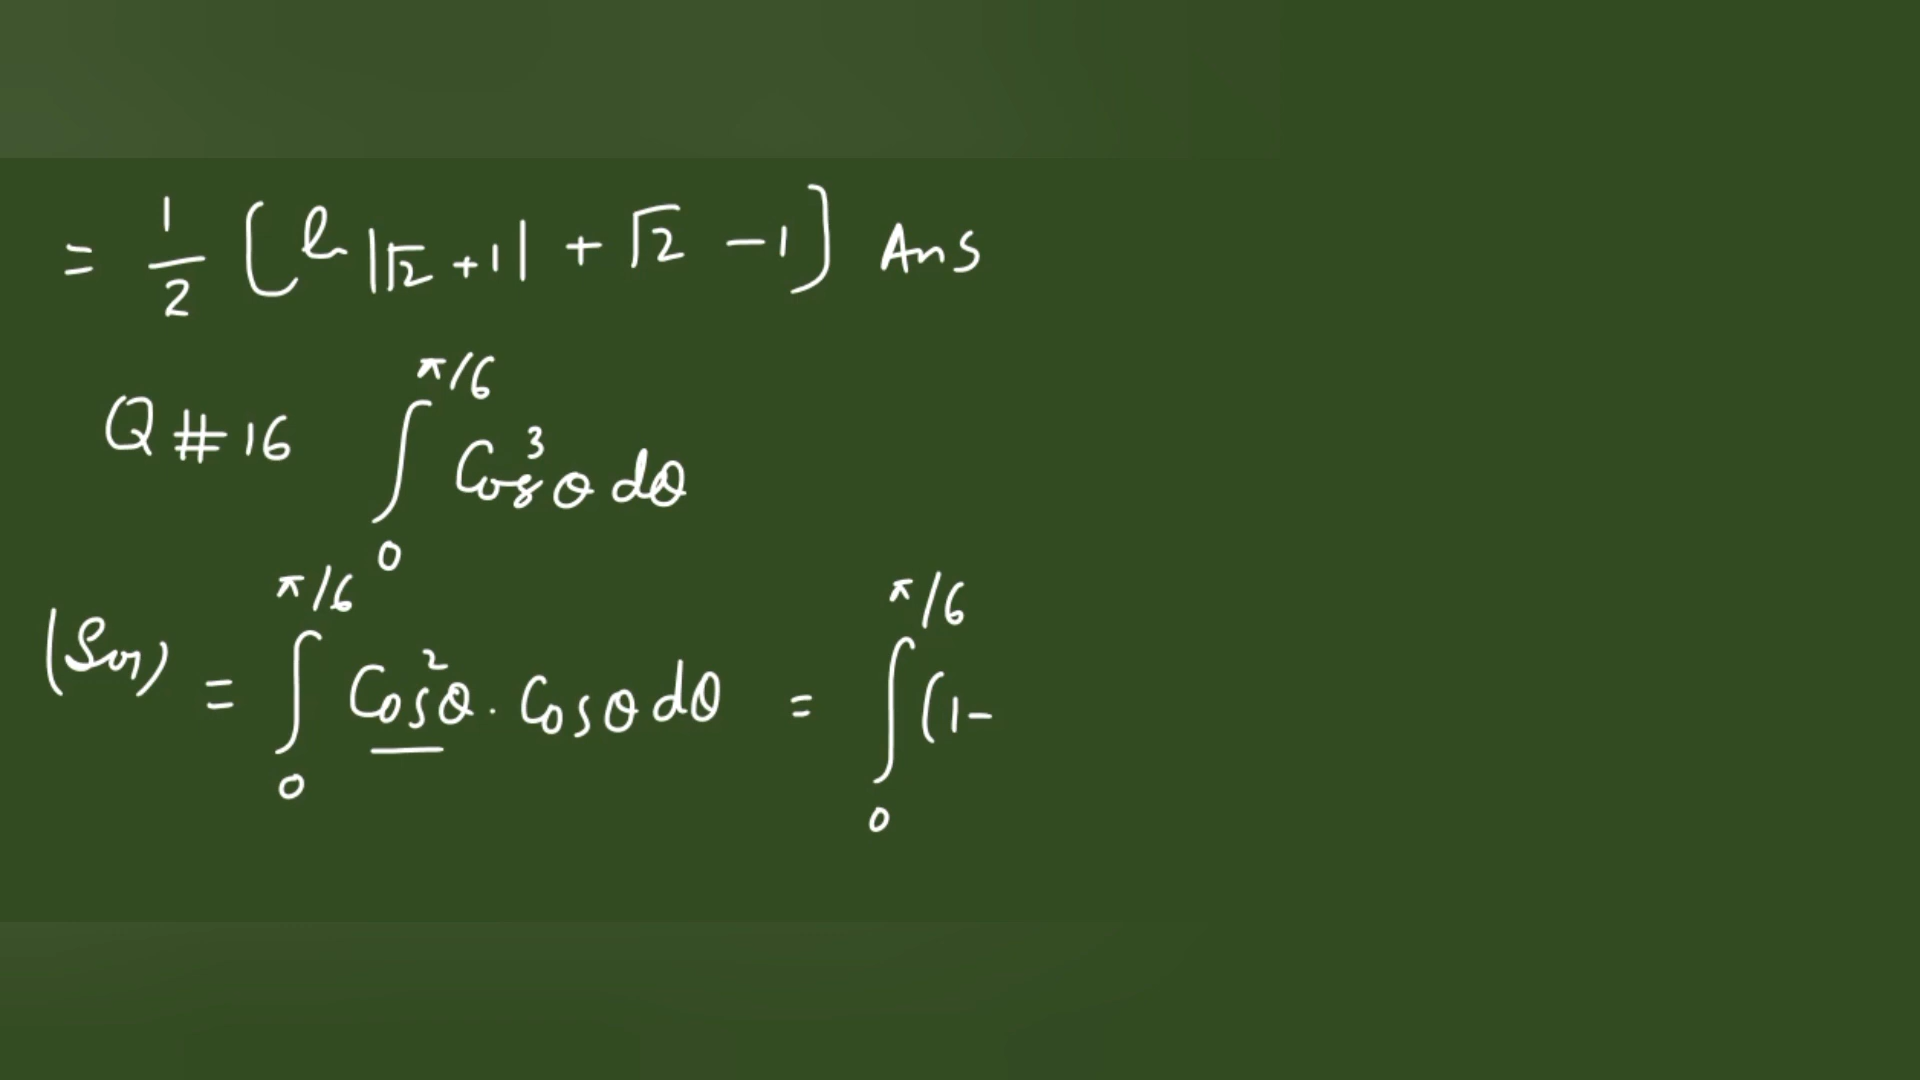 = 1/2 [ln |√2 + 1| + √2 - 1] Ans
Q # 16 ∫₀^(π/6) Cos³θ dθ
(Sol) = ∫₀^(π/6) Cos²θ . Cosθ dθ = ∫₀^(π/6) (1-